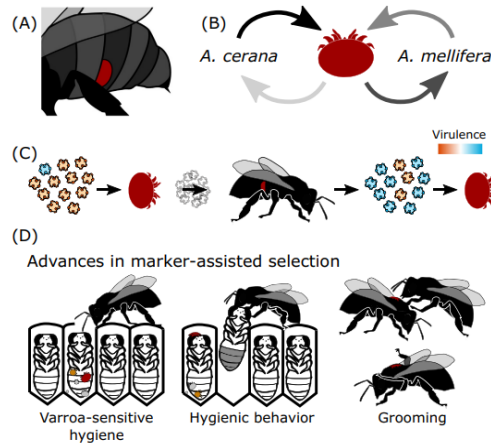 (A)
(B)
A. cerana
A. mellifera
Virulence
(C)
(D)
Advances in marker-assisted selection
Varroa-sensitive
hygiene
Hygienic behavior
Grooming